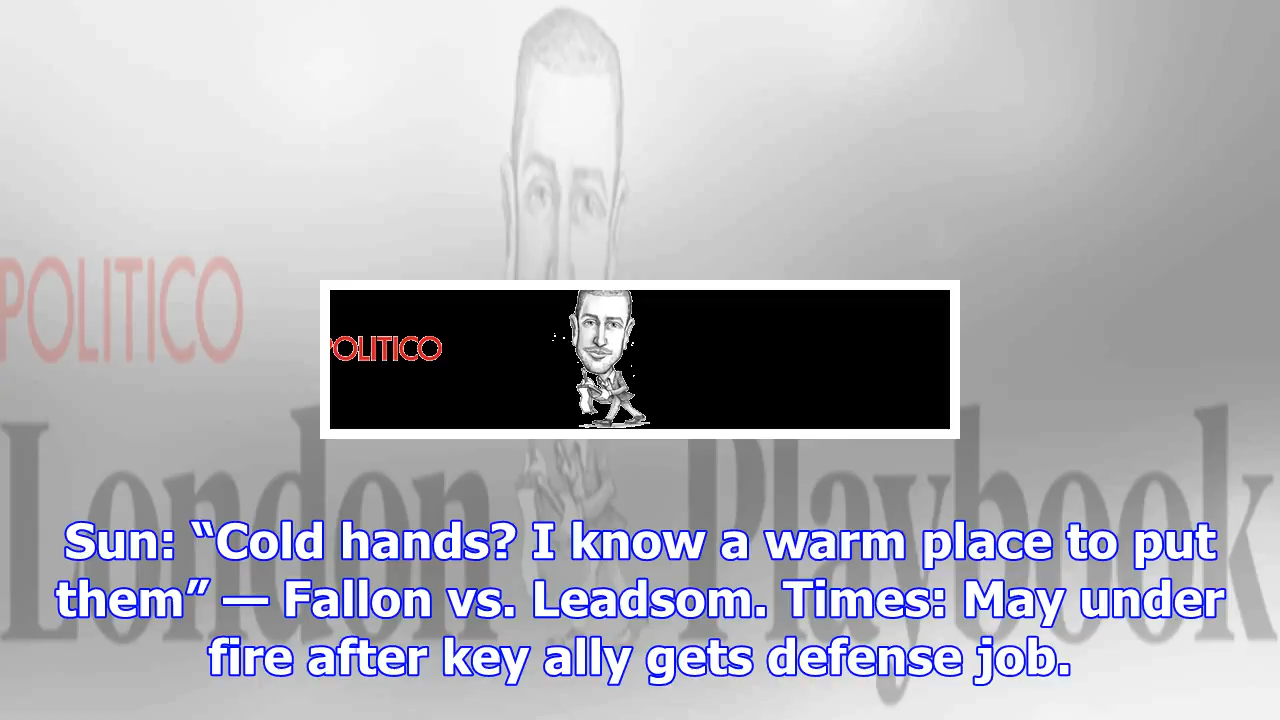 POLITICO
POLITICO
London Playbook
Sun: “Cold hands? I know a warm place to put
them” — Fallon vs. Leadsom. Times: May under
fire after key ally gets defense job.